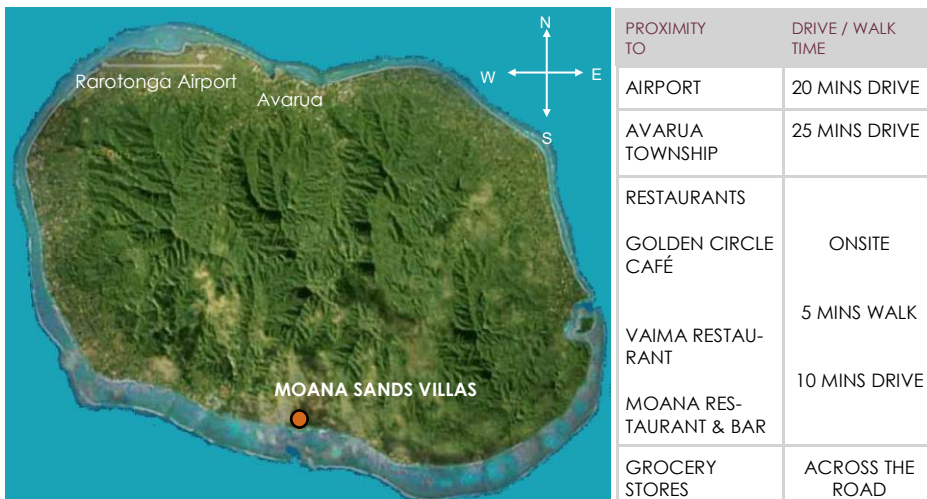 N
W
E
S
Rarotonga Airport
Avarua
MOANA SANDS VILLAS
PROXIMITY
TO
DRIVE / WALK
TIME
AIRPORT
20 MINS DRIVE
AVARUA
TOWNSHIP
25 MINS DRIVE
RESTAURANTS
GOLDEN CIRCLE
CAFÉ
ONSITE
VAIMA RESTAU-
RANT
5 MINS WALK
MOANA RES-
TAURANT & BAR
10 MINS DRIVE
GROCERY
STORES
ACROSS THE
ROAD